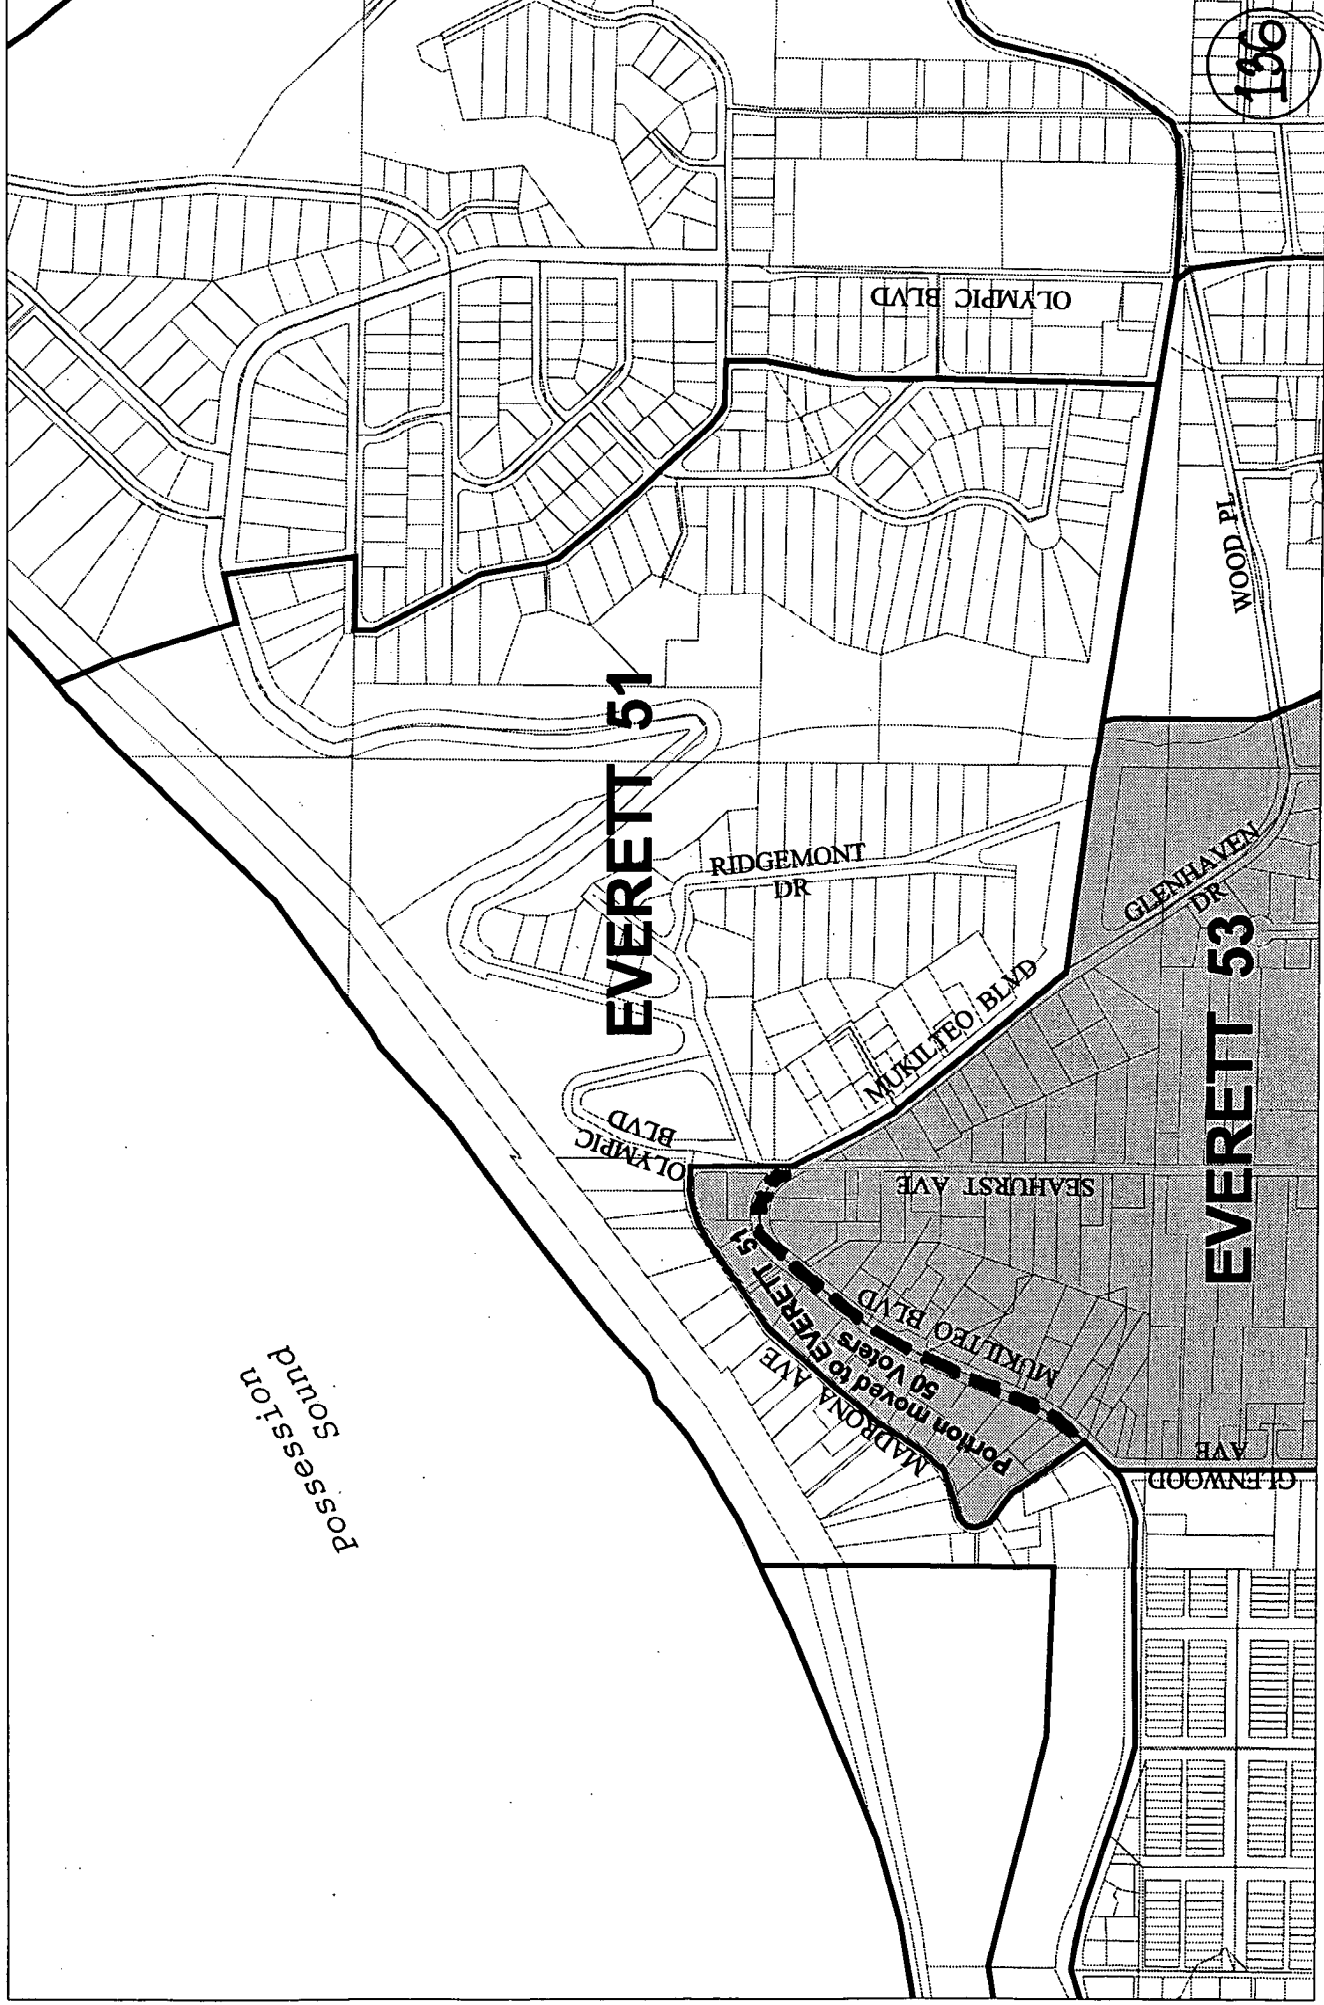 136
OLYMPIC BLVD
WOOD PL
EVERETT 51
RIDGEMONT
DR
GLENHAVEN
DR
EVERETT 53
MUKILTEO BLVD
OLYMPIC
BLVD
SEAHURST AVE
Portion moved to EVERETT 51
50 Voters
MUKILTEO BLVD
MADRONA AVE
GLENWOOD
AVE
Possession
Sound